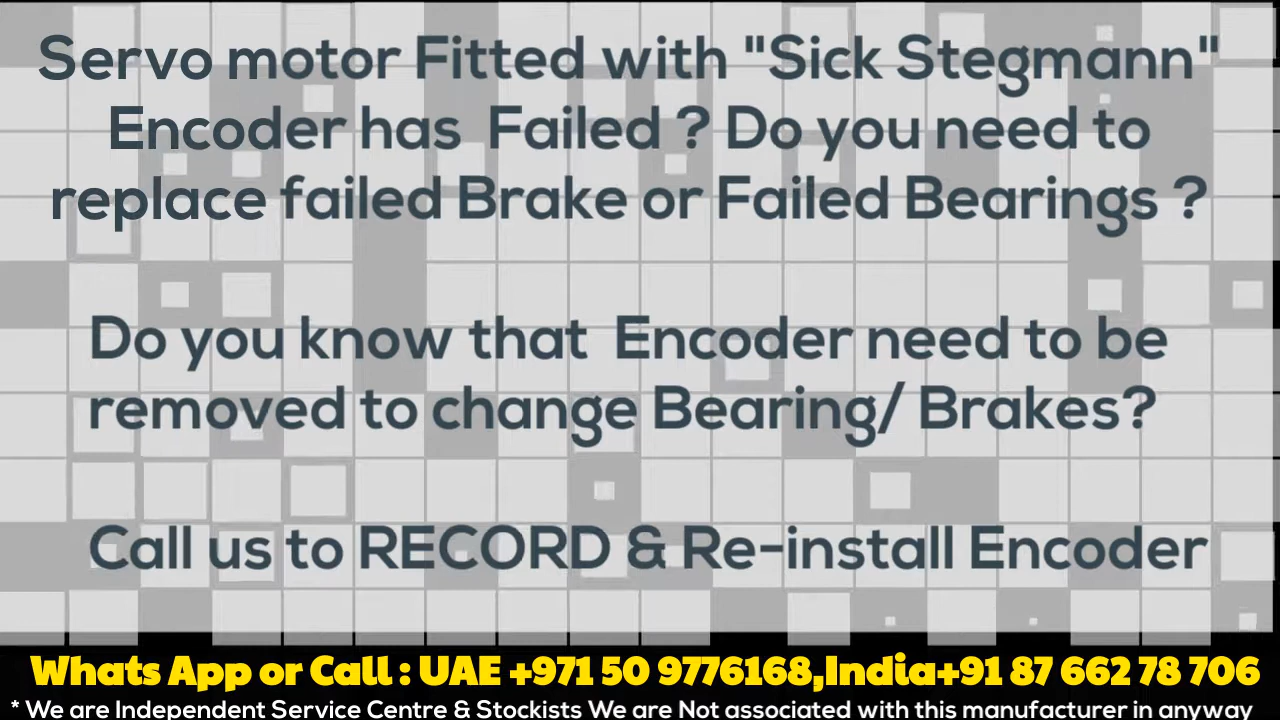 Servo motor Fitted with "Sick Stegmann"
Encoder has Failed ? Do you need to
replace failed Brake or Failed Bearings ?
Do you know that Encoder need to be
removed to change Bearing/ Brakes?
Call us to RECORD & Re-install Encoder
Whats App or Call : UAE +971 50 9776168,India+91 87 662 78 706
* We are Independent Service Centre & Stockists We are Not associated with this manufacturer in anyway